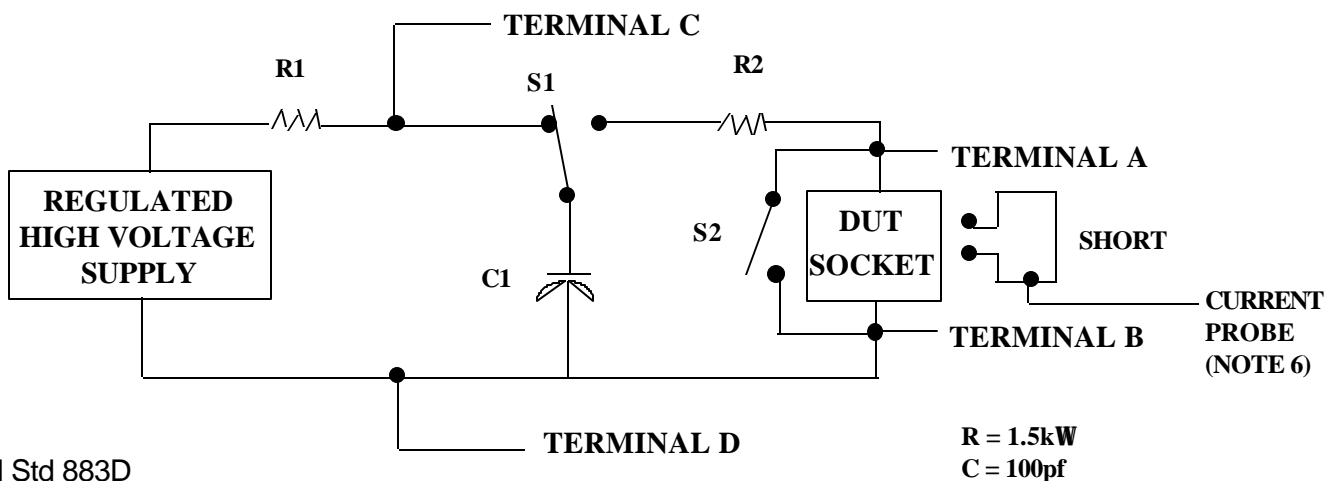 TERMINAL C
R1
S1
R2
TERMINAL A
REGULATED
HIGH VOLTAGE
SUPPLY
C1
S2
DUT
SOCKET
SHORT
CURRENT
PROBE
(NOTE 6)
TERMINAL B
TERMINAL D
R = 1.5kW
C = 100pf
Std 883D